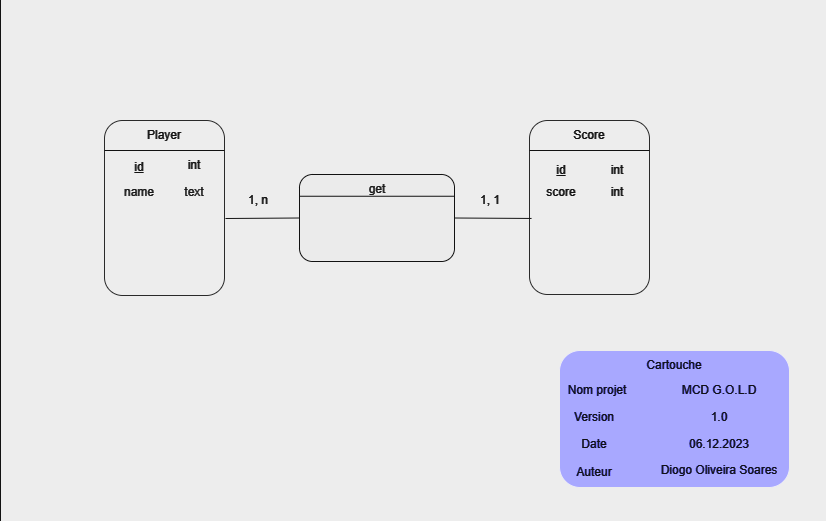 Player
id int
name text
1, n
get
1, 1
Score
id int
score int
Cartouche
Nom projet MCD G.O.L.D
Version 1.0
Date 06.12.2023
Auteur Diogo Oliveira Soares